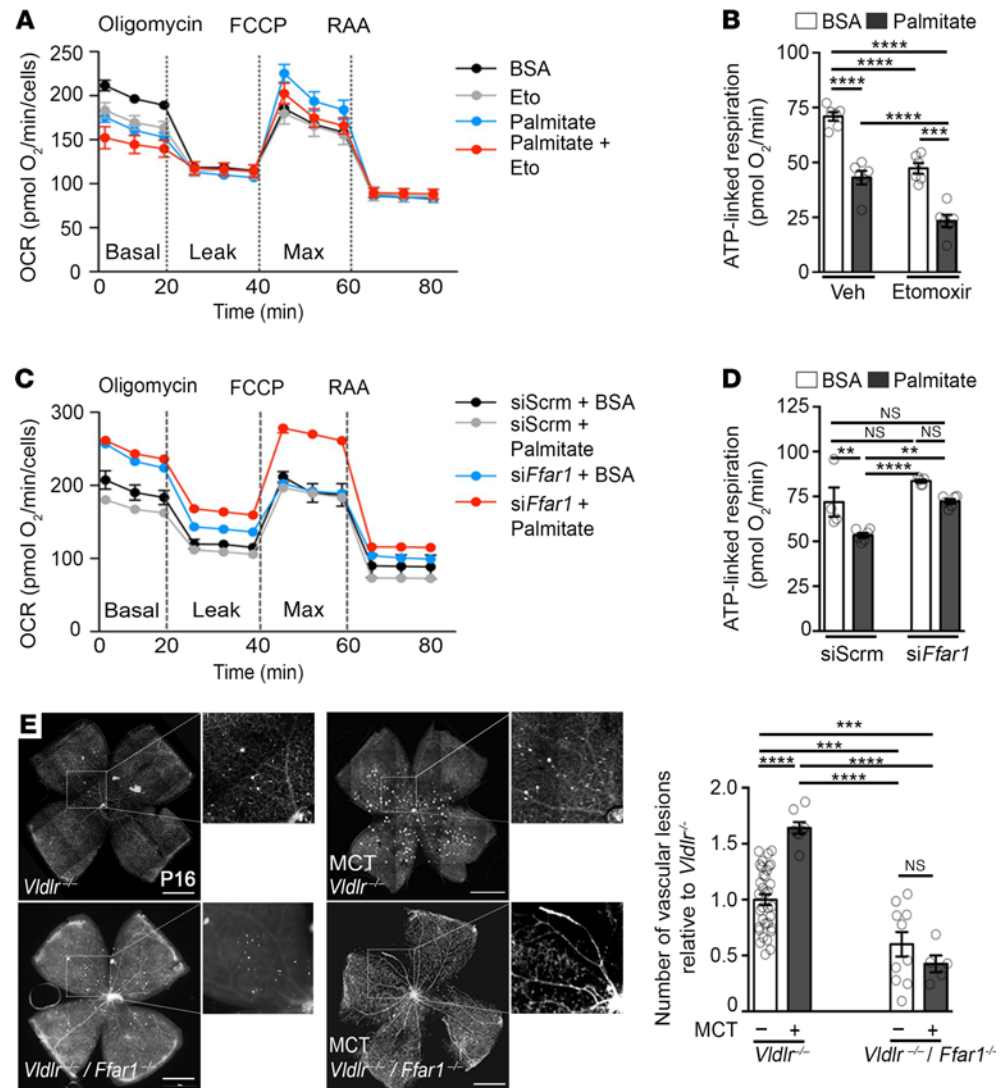 A
Oligomycin FCCP RAA
OCR (pmol O2/min/cells)
250
200
150
100
50
0
Basal Leak Max
0 20 40 60 80
Time (min)
BSA
Eto
Palmitate
Palmitate +
Eto
B
BSA Palmitate
ATP-linked respiration
(pmol O2/min)
100
75
50
25
0
****
****
****
****
***
Veh Etomoxir
C
Oligomycin FCCP RAA
OCR (pmol O2/min/cells)
300
200
100
0
Basal Leak Max
0 20 40 60 80
Time (min)
siScrm + BSA
siScrm +
Palmitate
siFfar1 + BSA
siFfar1 +
Palmitate
D
BSA Palmitate
ATP-linked respiration
(pmol O2/min)
125
100
75
50
25
0
NS
NS NS
** **
****
siScrm siFfar1
E
Vldlr-/- P16
MCT
Vldlr-/-
Vldlr-/- / Ffar1-/-
MCT
Vldlr-/- / Ffar1-/-
Number of vascular lesions
relative to Vldlr-/-
2.0
1.5
1.0
0.5
0
***
***
**** ****
****
NS
MCT − + − +
Vldlr-/- Vldlr-/- / Ffar1-/-